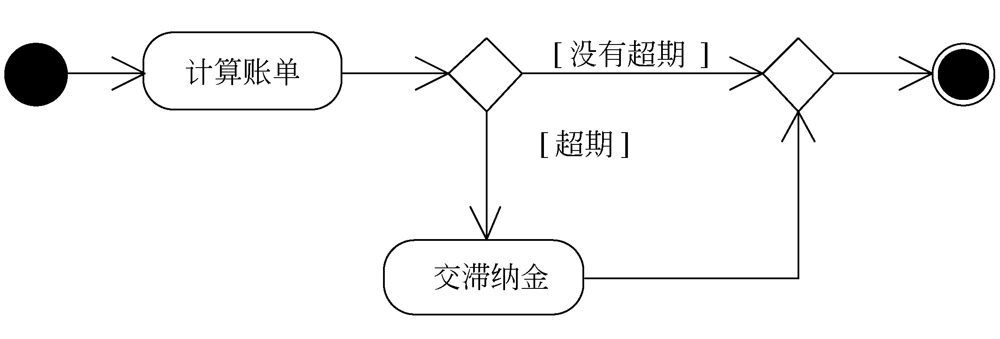 计算账单
[ 没有超期 ]
[ 超期 ]
交滞纳金